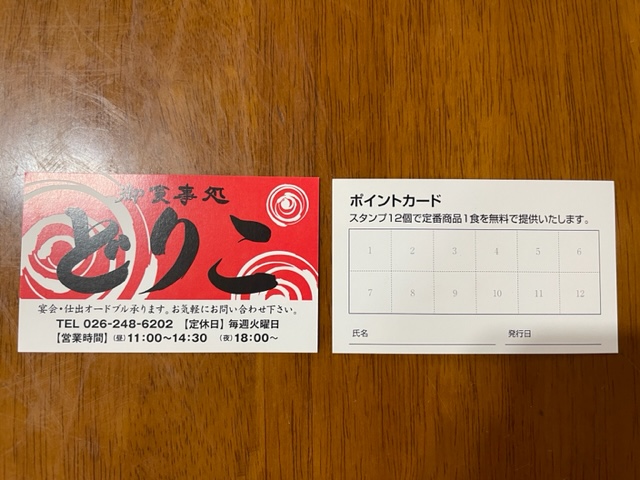 御食事処
どりこ
宴会・仕出オードブル承ります。お気軽にお問い合わせ下さい。
TEL 026-248-6202 【定休日】毎週火曜日
【営業時間】(昼)11:00〜14:30 (夜)18:00〜
ポイントカード
スタンプ12個で定番商品1食を無料で提供いたします。
1 2 3 4 5 6
7 8 9 10 11 12
氏名 発行日